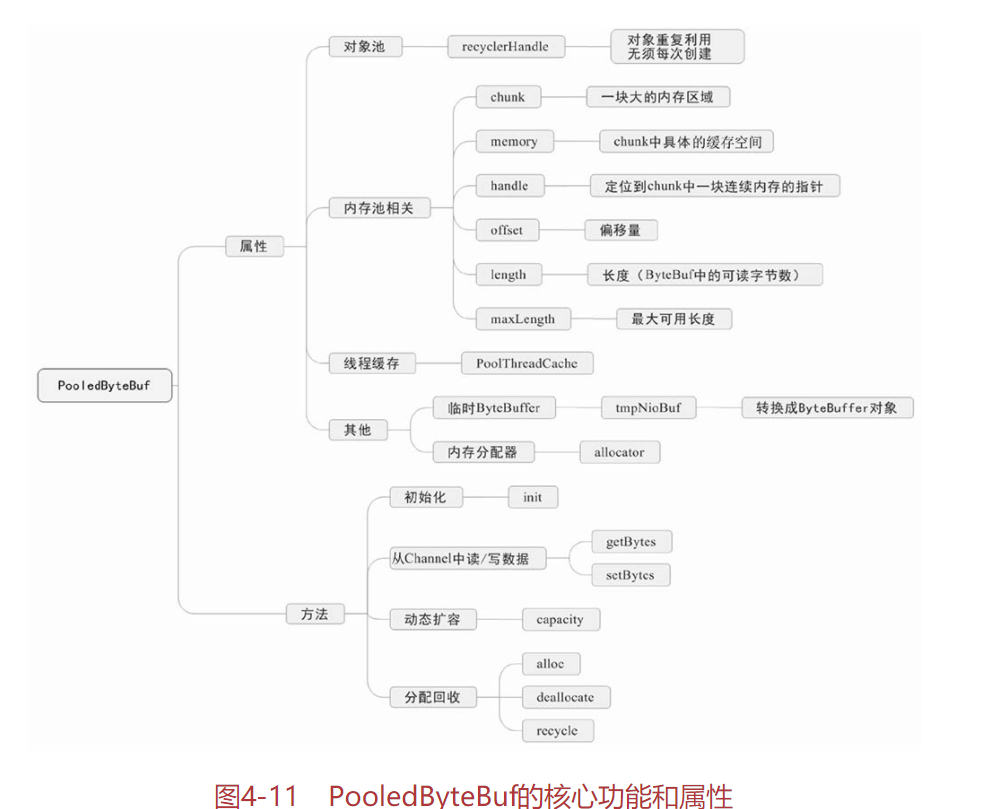 对象池
recyclerHandle
对象重复利用
无须每次创建
chunk
一块大的内存区域
memory
chunk中具体的缓存空间
内存池相关
handle
定位到chunk中一块连续内存的指针
offset
偏移量
属性
length
长度（ByteBuf中的可读字节数）
maxLength
最大可用长度
线程缓存
PoolThreadCache
PooledByteBuf
其他
临时ByteBuffer
tmpNioBuf
转换成ByteBuffer对象
内存分配器
allocator
初始化
init
从Channel中读/写数据
getBytes
setBytes
方法
动态扩容
capacity
分配回收
alloc
deallocate
recycle
图4-11 PooledByteBuf的核心功能和属性